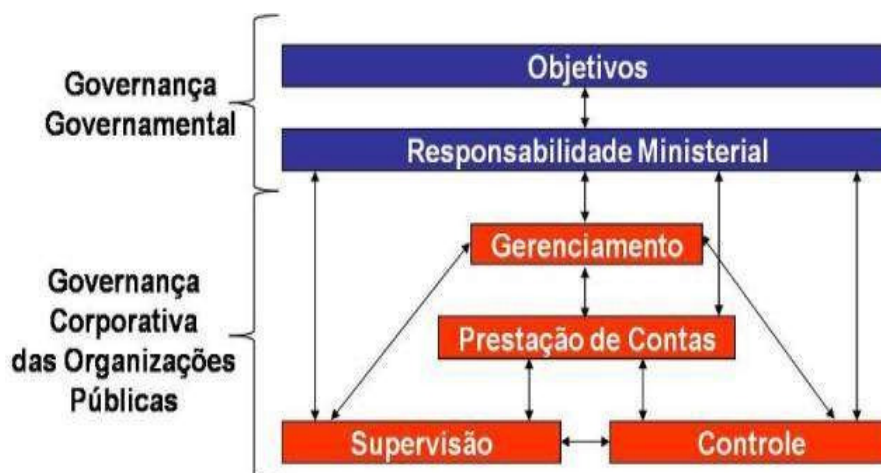 Governança
Governamental
Objetivos
Responsabilidade Ministerial
Governança
Corporativa
das Organizações
Públicas
Gerenciamento
Prestação de Contas
Supervisão
Controle